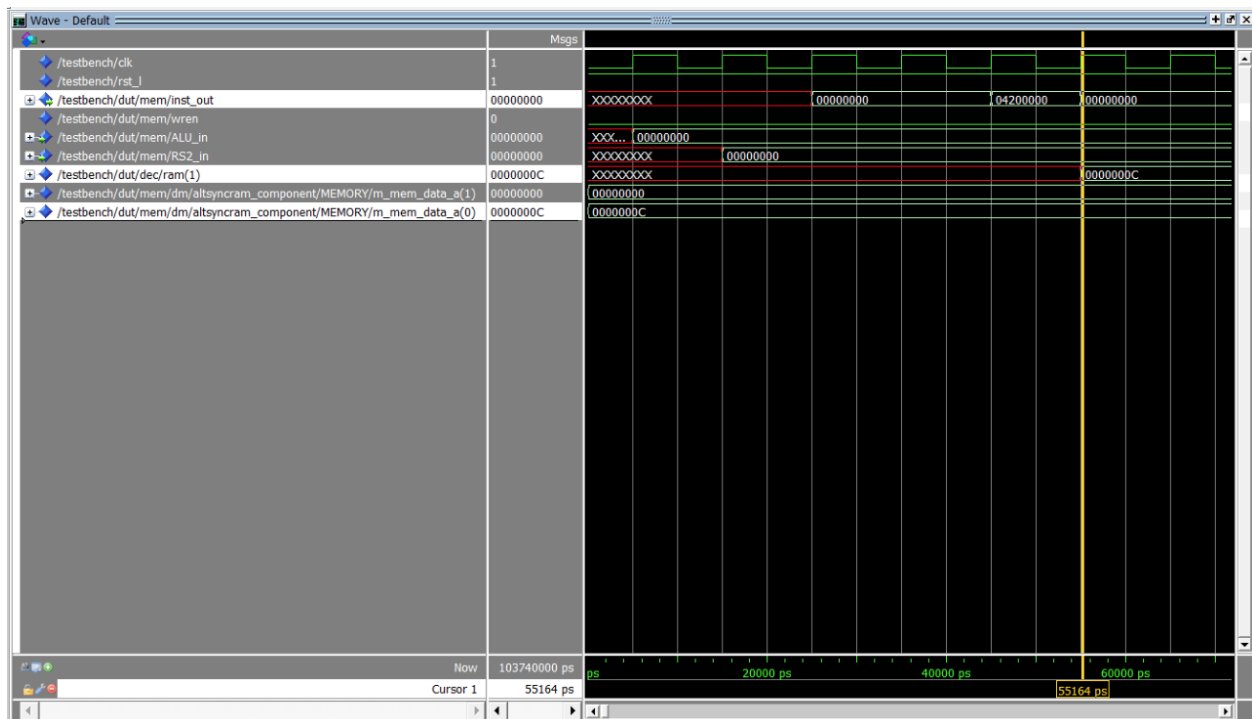 Wave - Default
Msgs
/testbench/clk 1
/testbench/rst_l 1
/testbench/dut/mem/inst_out 00000000 XXXXXXXX 00000000 04200000 00000000
/testbench/dut/mem/wren 0
/testbench/dut/mem/ALU_in 00000000 XXX... 00000000
/testbench/dut/mem/RS2_in 00000000 XXXXXXXX 00000000
/testbench/dut/dec/ram(1) 0000000C XXXXXXXX 0000000C
/testbench/dut/mem/dm/altsyncram_component/MEMORY/m_mem_data_a(1) 00000000 00000000
/testbench/dut/mem/dm/altsyncram_component/MEMORY/m_mem_data_a(0) 0000000C 0000000C
Now 103740000 ps ps 20000 ps 40000 ps 60000 ps
Cursor 1 55164 ps 55164 ps